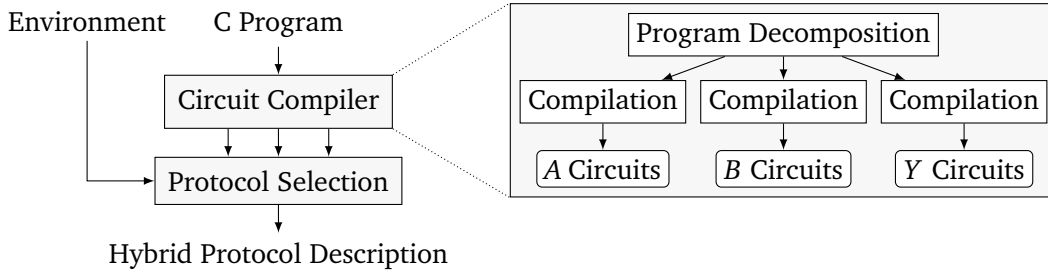 Environment
C Program
Circuit Compiler
Protocol Selection
Hybrid Protocol Description
Program Decomposition
Compilation
Compilation
Compilation
A Circuits
B Circuits
Y Circuits